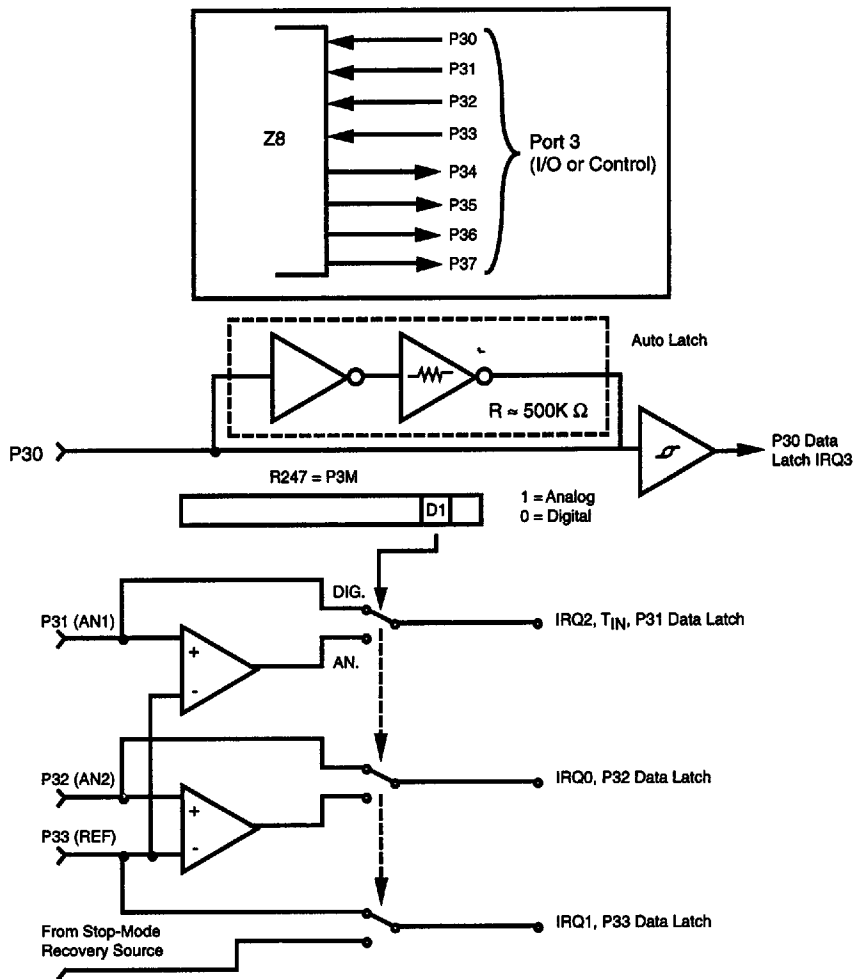 P30
P31
P32
P33
Z8
P34
P35
P36
P37
Port 3
(I/O or Control)
Auto Latch
R ≈ 500K Ω
P30
P30 Data
Latch IRQ3
R247 = P3M
D1
1 = Analog
0 = Digital
DIG.
P31 (AN1)
IRQ2, TIN, P31 Data Latch
+
AN.
-
P32 (AN2)
IRQ0, P32 Data Latch
+
P33 (REF)
-
From Stop-Mode
Recovery Source
IRQ1, P33 Data Latch